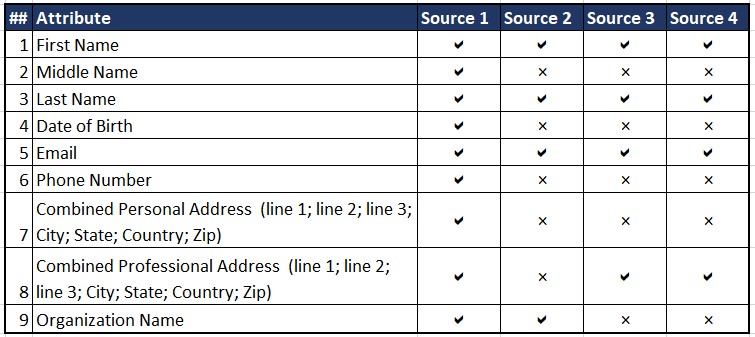 ## Attribute Source 1 Source 2 Source 3 Source 4
1 First Name ✔ ✔ ✔ ✔
2 Middle Name ✔ × × ×
3 Last Name ✔ ✔ ✔ ✔
4 Date of Birth ✔ × × ×
5 Email ✔ ✔ ✔ ✔
6 Phone Number ✔ × × ×
Combined Personal Address (line 1; line 2; line 3;
7 City; State; Country; Zip) ✔ × × ×
Combined Professional Address (line 1; line 2;
8 line 3; City; State; Country; Zip) ✔ × ✔ ✔
9 Organization Name ✔ ✔ × ×